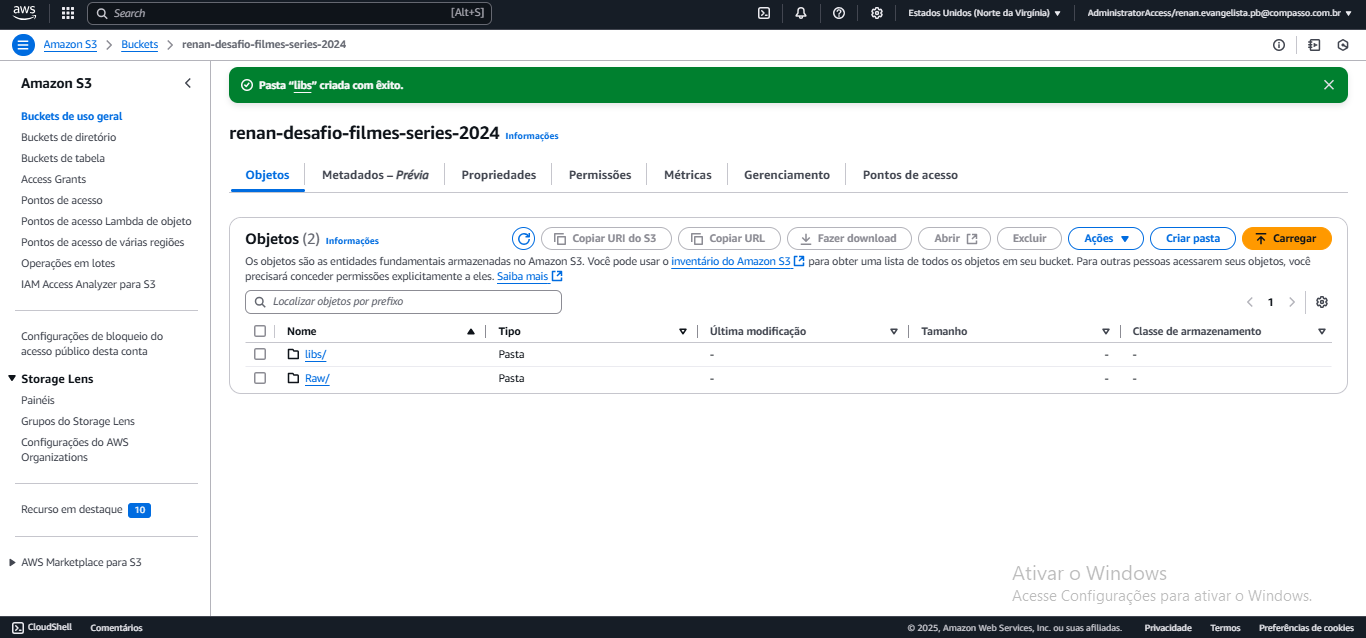 aws
Search [Alt+S]
Estados Unidos (Norte da Virgínia)
AdministratorAccess/renan.evangelista.pb@compasso.com.br
Amazon S3 > Buckets > renan-desafio-filmes-series-2024
Amazon S3
Buckets de uso geral
Buckets de diretório
Buckets de tabela
Access Grants
Pontos de acesso
Pontos de acesso Lambda de objeto
Pontos de acesso de várias regiões
Operações em lotes
IAM Access Analyzer para S3
Configurações de bloqueio do
acesso público desta conta
Storage Lens
Painéis
Grupos do Storage Lens
Configurações do AWS
Organizations
Recurso em destaque 10
AWS Marketplace para S3
Pasta “libs” criada com êxito.
renan-desafio-filmes-series-2024 Informações
Objetos Metadados – Prévia Propriedades Permissões Métricas Gerenciamento Pontos de acesso
Objetos (2) Informações
Copiar URI do S3 Copiar URL Fazer download Abrir Excluir Ações Criar pasta Carregar
Os objetos são as entidades fundamentais armazenadas no Amazon S3. Você pode usar o inventário do Amazon S3 para obter uma lista de todos os objetos em seu bucket. Para outras pessoas acessarem seus objetos, você
precisará conceder permissões explicitamente a eles. Saiba mais
Localizar objetos por prefixo
1
Nome Tipo Última modificação Tamanho Classe de armazenamento
libs/ Pasta - - -
Raw/ Pasta - - -
Ativar o Windows
Acesse Configurações para ativar o Windows.
CloudShell Comentários
© 2025, Amazon Web Services, Inc. ou suas afiliadas. Privacidade Termos Preferências de cookies